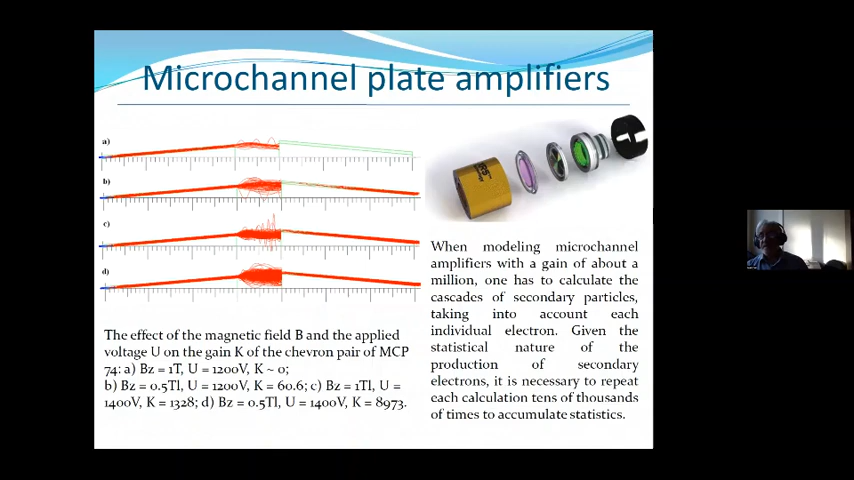 Microchannel plate amplifiers
a)
b)
c)
d)
The effect of the magnetic field B and the applied
voltage U on the gain K of the chevron pair of MCP
74: a) Bz = 1T, U = 1200V, K ~ 0;
b) Bz = 0.5Tl, U = 1200V, K = 60.6; c) Bz = 1Tl, U =
1400V, K = 1328; d) Bz = 0.5Tl, U = 1400V, K = 8973.
When modeling microchannel
amplifiers with a gain of about a
million, one has to calculate the
cascades of secondary particles,
taking into account each
individual electron. Given the
statistical nature of the
production of secondary
electrons, it is necessary to repeat
each calculation tens of thousands
of times to accumulate statistics.